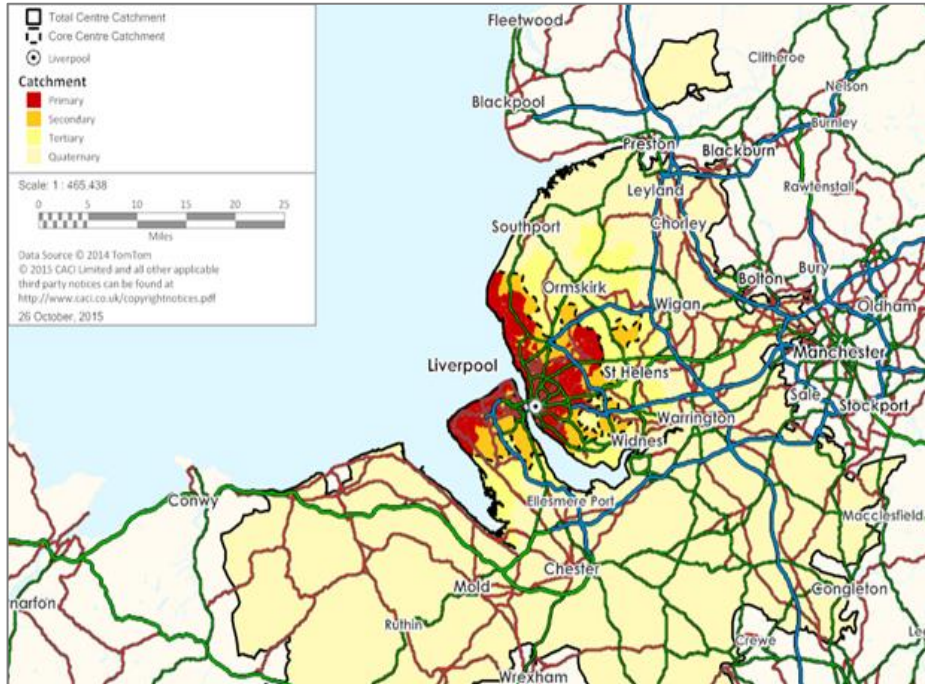 Total Centre Catchment
Core Centre Catchment
Liverpool
Catchment
Primary
Secondary
Tertiary
Quaternary
Scale: 1 : 465,438
0 5 10 15 20 25
Miles
Data Source © 2014 TomTom
© 2015 CACI Limited and all other applicable
third party notices can be found at
http://www.caci.co.uk/copyrightnotices.pdf
26 October, 2015
Fleetwood
Clitheroe
Nelson
Blackpool
Burnley
Preston
Blackburn
Leyland
Rawtenstall
Chorley
Southport
Bury
Bolton
Ormskirk
Wigan
Oldham
Manchester
Liverpool
St Helens
Sale
Stockport
Warrington
Widnes
Conwy
Ellesmere Port
Macclesfield
Chester
Mold
Congleton
narfon
Ruthin
Crewe
Le
Wrexham